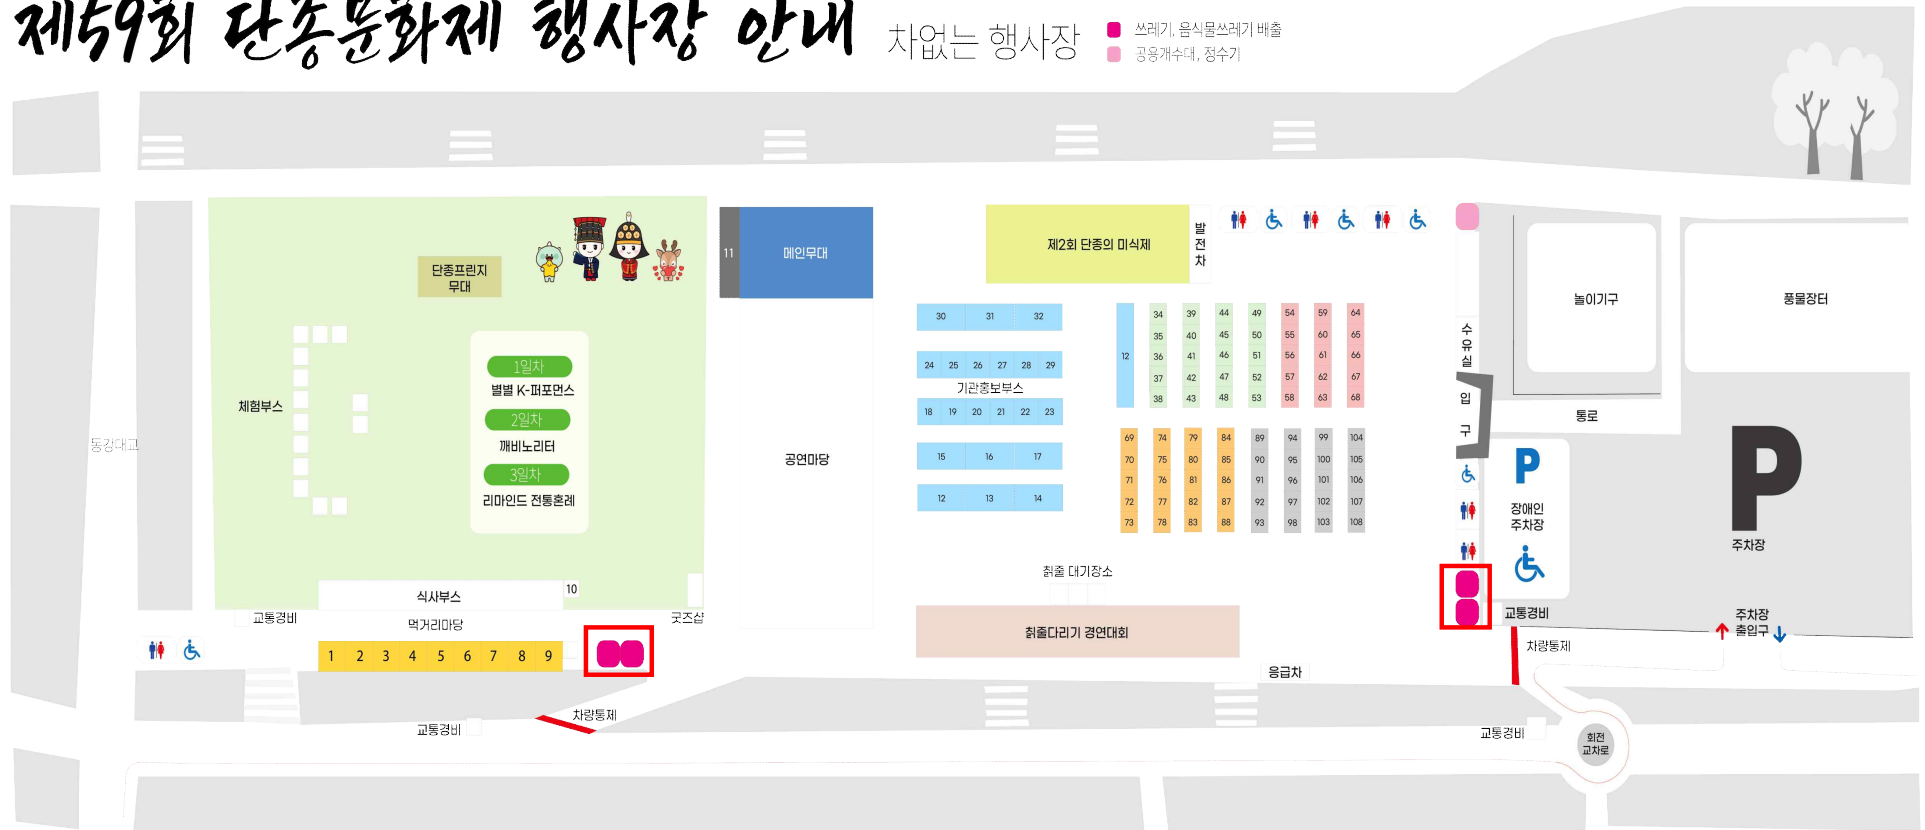 제59회 단종문화제 행사장 안내
차없는 행사장
쓰레기, 음식물쓰레기 배출
공용개수대, 정수기
단종프린지
무대
11
메인무대
제2회 단종의 미식제
발
전
차
놀이기구
풍물장터
수
유
실
입
구
통로
P
장애인
주차장
P
주차장
체험부스
1일차
별별 K-퍼포먼스
2일차
깨비노리터
3일차
리마인드 전통혼례
동강대교
공연마당
30 31 32
24 25 26 27 28 29
기관홍보부스
18 19 20 21 22 23
15 16 17
12 13 14
12
34 39 44 49 54 59 64
35 40 45 50 55 60 65
36 41 46 51 56 61 66
37 42 47 52 57 62 67
38 43 48 53 58 63 68
69 74 79 84 89 94 99 104
70 75 80 85 90 95 100 105
71 76 81 86 91 96 101 106
72 77 82 87 92 97 102 107
73 78 83 88 93 98 103 108
칡줄 대기장소
칡줄다리기 경연대회
응급차
식사부스
10
교통경비
먹거리마당
굿즈샵
1 2 3 4 5 6 7 8 9
차량통제
교통경비
교통경비
주차장
출입구
차량통제
교통경비
회전
교차로